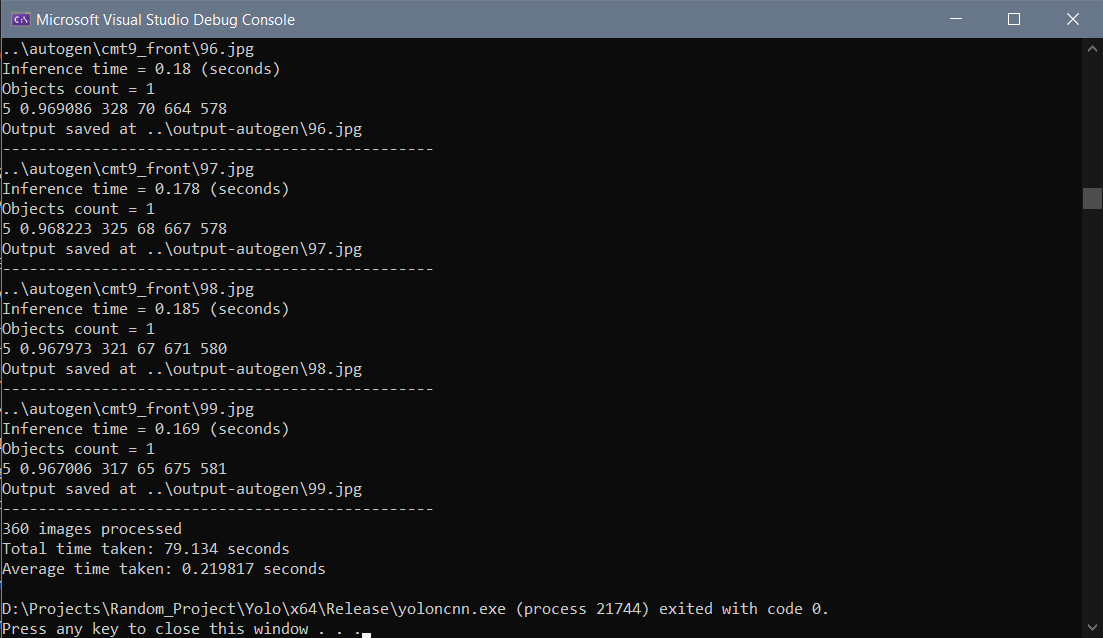 Microsoft Visual Studio Debug Console
..\autogen\cmt9_front\96.jpg
Inference time = 0.18 (seconds)
Objects count = 1
5 0.969086 328 70 664 578
Output saved at ..\output-autogen\96.jpg
------------------------------------------------
..\autogen\cmt9_front\97.jpg
Inference time = 0.178 (seconds)
Objects count = 1
5 0.968223 325 68 667 578
Output saved at ..\output-autogen\97.jpg
------------------------------------------------
..\autogen\cmt9_front\98.jpg
Inference time = 0.185 (seconds)
Objects count = 1
5 0.967973 321 67 671 580
Output saved at ..\output-autogen\98.jpg
------------------------------------------------
..\autogen\cmt9_front\99.jpg
Inference time = 0.169 (seconds)
Objects count = 1
5 0.967006 317 65 675 581
Output saved at ..\output-autogen\99.jpg
------------------------------------------------
360 images processed
Total time taken: 79.134 seconds
Average time taken: 0.219817 seconds
D:\Projects\Random_Project\Yolo\x64\Release\yoloncnn.exe (process 21744) exited with code 0.
Press any key to close this window . . .